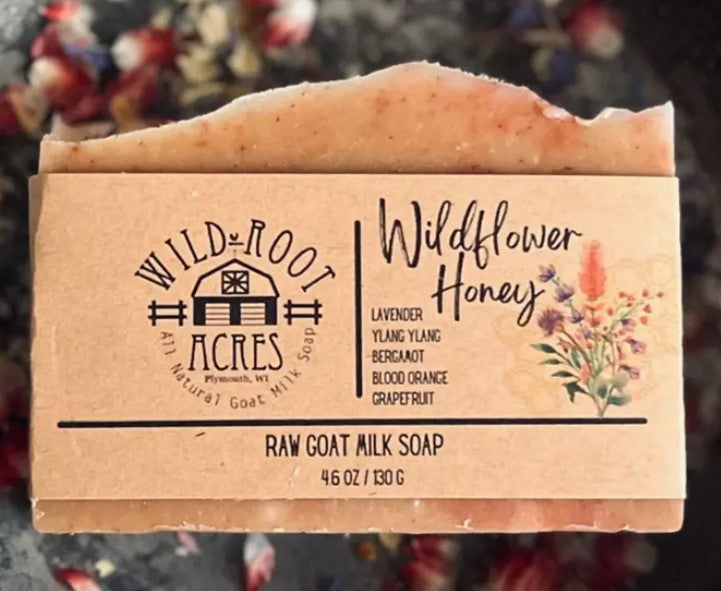 WILD ROOT
ACRES
Plymouth, WI
All Natural Goat Milk Soap
Wildflower
Honey
LAVENDER
YLANG YLANG
BERGAMOT
BLOOD ORANGE
GRAPEFRUIT
RAW GOAT MILK SOAP
4.6 OZ / 130 G